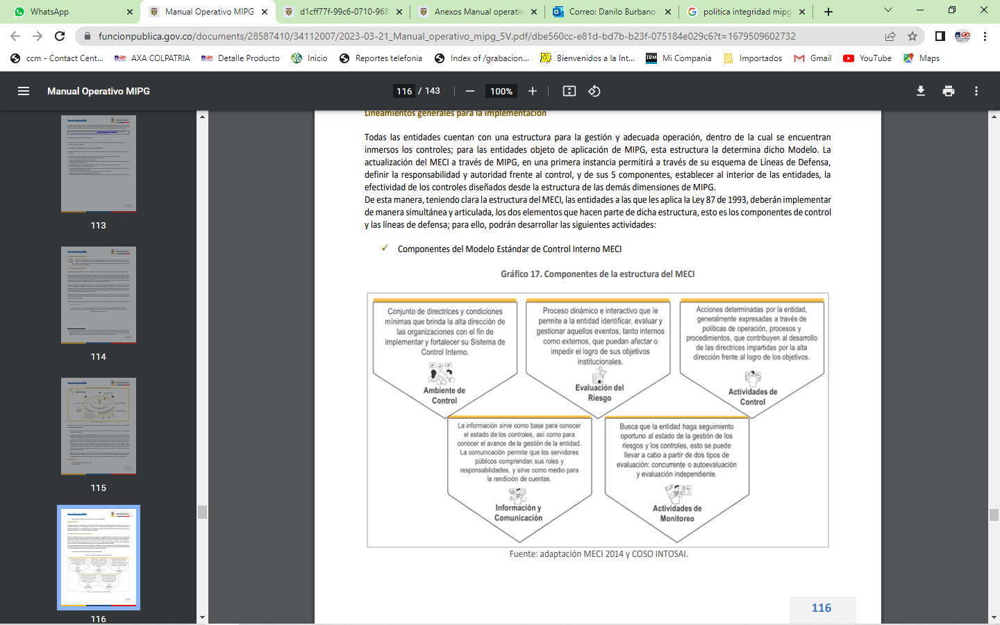 WhatsApp
Manual Operativo MIPG
d1cff77f-99c6-0710-968
Anexos Manual operativ
Correo: Danilo Burbano
politica integridad mipg
funcionpublica.gov.co/documents/28587410/34112007/2023-03-21_Manual_operativo_mipg_5V.pdf/dbe560cc-e81d-bd7b-b23f-075184e029c6?t=1679509602732
ccm - Contact Cent...
AXA COLPATRIA
Detalle Producto
Inicio
Reportes telefonia
Index of /grabacion...
Bienvenidos a la Int...
Mi Compania
Importados
Gmail
YouTube
Maps
Manual Operativo MIPG
116 / 143
100%
113
114
115
116
Lineamientos generales para la implementación
Todas las entidades cuentan con una estructura para la gestión y adecuada operación, dentro de la cual se encuentran
inmersos los controles; para las entidades objeto de aplicación de MIPG, esta estructura la determina dicho Modelo. La
actualización del MECI a través de MIPG, en una primera instancia permitirá a través de su esquema de Líneas de Defensa,
definir la responsabilidad y autoridad frente al control, y de sus 5 componentes, establecer al interior de las entidades, la
efectividad de los controles diseñados desde la estructura de las demás dimensiones de MIPG.
De esta manera, teniendo clara la estructura del MECI, las entidades a las que les aplica la Ley 87 de 1993, deberán implementar
de manera simultánea y articulada, los dos elementos que hacen parte de dicha estructura, esto es los componentes de control
y las líneas de defensa; para ello, podrán desarrollar las siguientes actividades:
✓ Componentes del Modelo Estándar de Control Interno MECI
Gráfico 17. Componentes de la estructura del MECI
Conjunto de directrices y condiciones
mínimas que brinda la alta dirección de
las organizaciones con el fin de
implementar y fortalecer su Sistema de
Control Interno.
Ambiente de
Control
Proceso dinámico e interactivo que le
permite a la entidad identificar, evaluar y
gestionar aquellos eventos, tanto internos
como externos, que puedan afectar o
impedir el logro de sus objetivos
institucionales.
Evaluación del
Riesgo
Acciones determinadas por la entidad,
generalmente expresadas a través de
políticas de operación, procesos y
procedimientos, que contribuyen al desarrollo
de las directrices impartidas por la alta
dirección frente al logro de los objetivos.
Actividades de
Control
La información sirve como base para conocer
el estado de los controles, así como para
conocer el avance de la gestión de la entidad.
La comunicación permite que los servidores
públicos comprendan sus roles y
responsabilidades, y sirve como medio para
la rendición de cuentas.
Información y
Comunicación
Busca que la entidad haga seguimiento
oportuno al estado de la gestión de los
riesgos y los controles, esto se puede
llevar a cabo a partir de dos tipos de
evaluación: concurrente o autoevaluación
y evaluación independiente.
Actividades de
Monitoreo
Fuente: adaptación MECI 2014 y COSO INTOSAI.
116